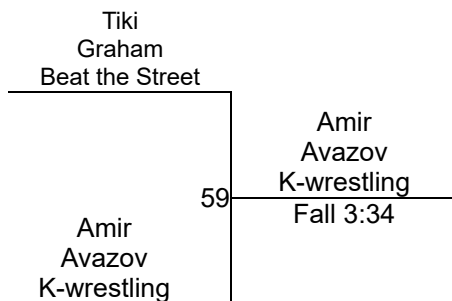 Tiki
Graham
Beat the Street
Amir
Avazov
K-wrestling
59
Fall 3:34
Amir
Avazov
K-wrestling